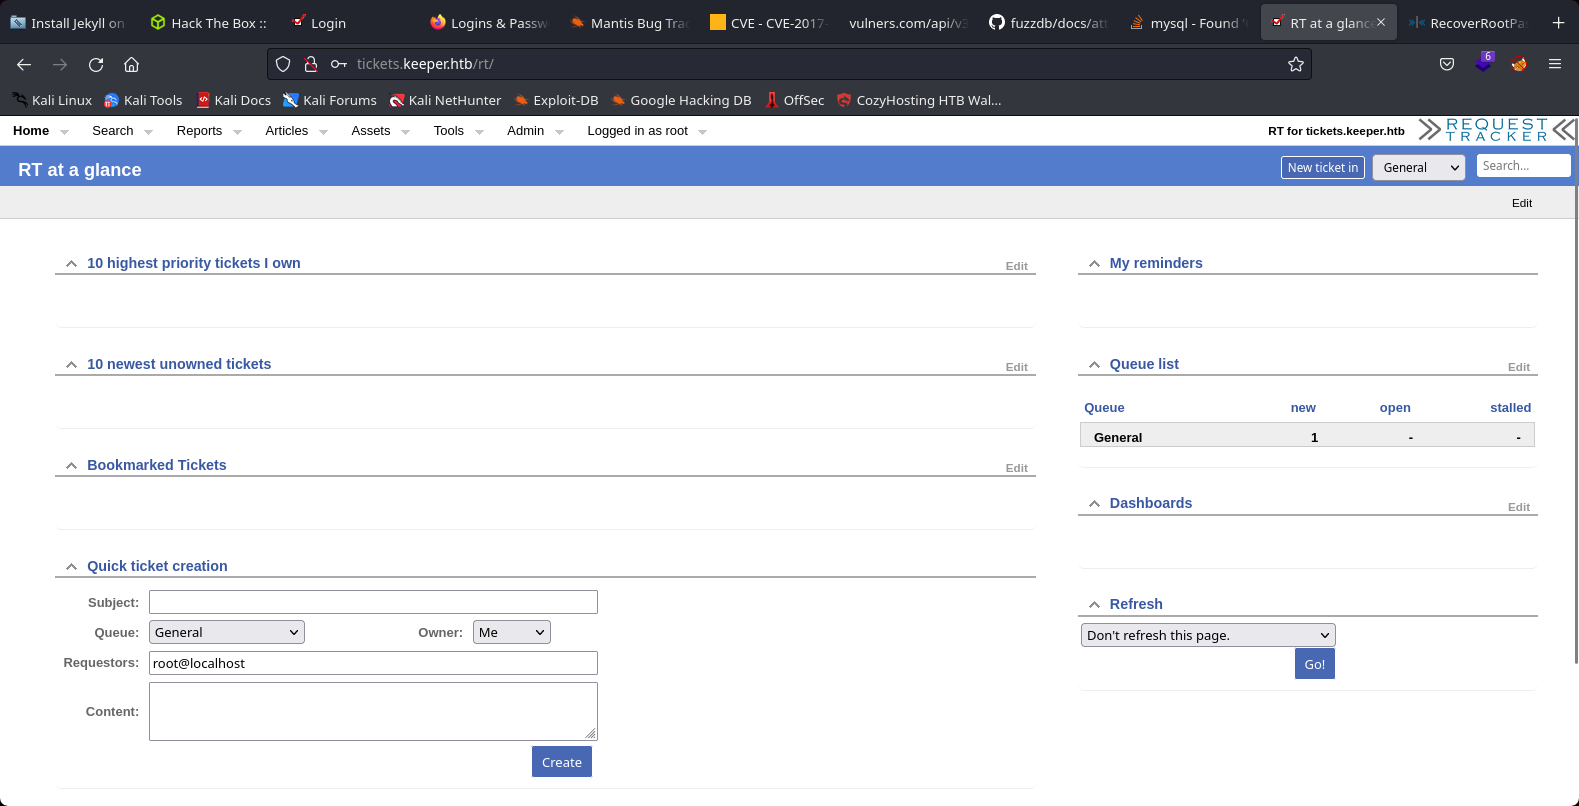 Install Jekyll on
Hack The Box ::
Login
Logins & Passw
Mantis Bug Trac
CVE - CVE-2017-
vulners.com/api/v3
fuzzdb/docs/att
mysql - Found '
RT at a glance
RecoverRootPa
tickets.keeper.htb/rt/
6
Kali Linux
Kali Tools
Kali Docs
Kali Forums
Kali NetHunter
Exploit-DB
Google Hacking DB
OffSec
CozyHosting HTB Wal...
Home
Search
Reports
Articles
Assets
Tools
Admin
Logged in as root
RT for tickets.keeper.htb
REQUEST
TRACKER
RT at a glance
New ticket in
General
Search...
Edit
10 highest priority tickets I own
Edit
My reminders
10 newest unowned tickets
Edit
Queue list
Edit
Queue new open stalled
General 1 - -
Bookmarked Tickets
Edit
Dashboards
Edit
Quick ticket creation
Subject:
Queue: General Owner: Me
Requestors: root@localhost
Content:
Create
Refresh
Don't refresh this page.
Go!